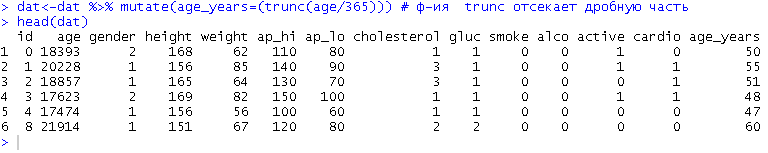 > dat<-dat %>% mutate(age_years=(trunc(age/365))) # ф-ия  trunc отсекает дробную часть
> head(dat)
  id   age gender height weight ap_hi ap_lo cholesterol gluc smoke alco active cardio age_years
1  0 18393      2    168     62   110    80           1    1     0    0      1      0        50
2  1 20228      1    156     85   140    90           3    1     0    0      1      1        55
3  2 18857      1    165     64   130    70           3    1     0    0      0      1        51
4  3 17623      2    169     82   150   100           1    1     0    0      1      1        48
5  4 17474      1    156     56   100    60           1    1     0    0      0      0        47
6  8 21914      1    151     67   120    80           2    2     0    0      0      0        60
>